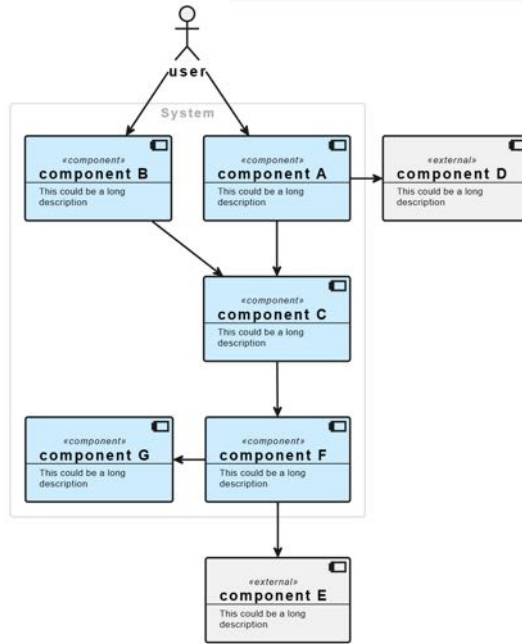 user
System
«component»
component B
This could be a long
description
«component»
component A
This could be a long
description
«external»
component D
This could be a long
description
«component»
component C
This could be a long
description
«component»
component G
This could be a long
description
«component»
component F
This could be a long
description
«external»
component E
This could be a long
description